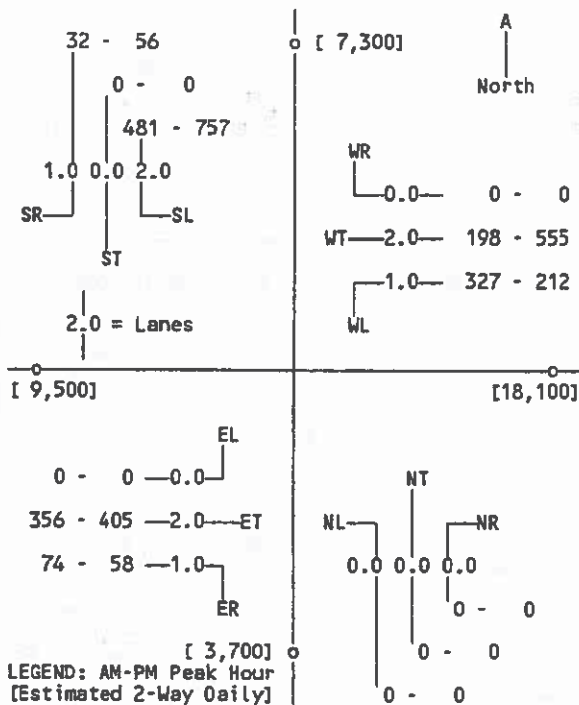 A
North
[ 7,300]
32 - 56
0 - 0
481 - 757
1.0 0.0 2.0
SR
SL
ST
2.0 = Lanes
WR
0.0 0 - 0
WT 2.0 198 - 555
1.0 327 - 212
WL
[ 9,500]
[18,100]
EL
0 - 0 0.0
356 - 405 2.0 ET
74 - 58 1.0
ER
NT
NL
NR
0.0 0.0 0.0
0 - 0
0 - 0
0 - 0
[ 3,700]
LEGEND: AM-PM Peak Hour
[Estimated 2-Way Daily]